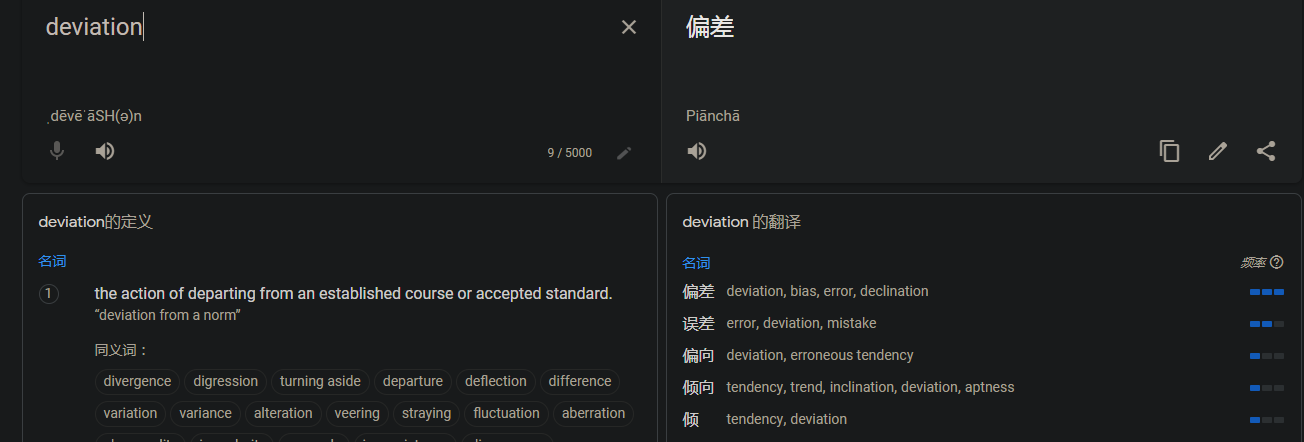 deviation
偏差
ˌdēvēˈāSH(ə)n
Piānchā
9 / 5000
deviation的定义
名词
1
the action of departing from an established course or accepted standard.
“deviation from a norm”
同义词：
divergence digression turning aside departure deflection difference
variation variance alteration veering straying fluctuation aberration
deviation 的翻译
名词 频率
偏差 deviation, bias, error, declination
误差 error, deviation, mistake
偏向 deviation, erroneous tendency
倾向 tendency, trend, inclination, deviation, aptness
倾 tendency, deviation